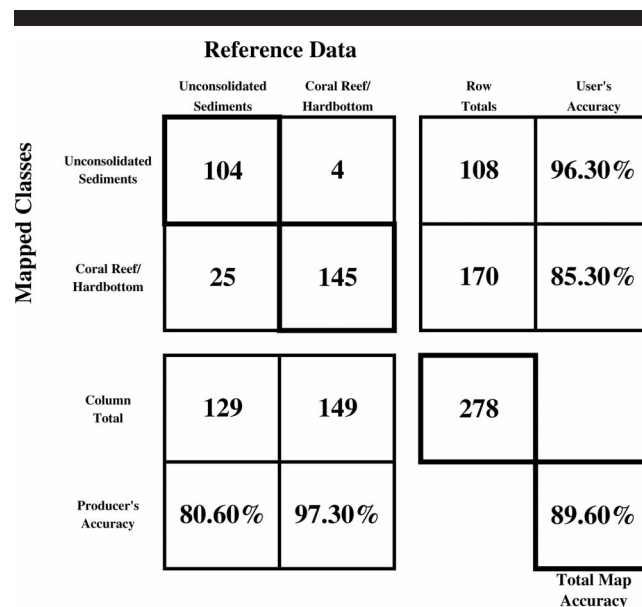 Reference Data
Unconsolidated Coral Reef/ Row User's
Sediments Hardbottom Totals Accuracy
Mapped Classes
Unconsolidated
Sediments
104 4 108 96.30%
Coral Reef/
Hardbottom
25 145 170 85.30%
Column
Total
129 149 278
Producer's
Accuracy
80.60% 97.30% 89.60%
Total Map
Accuracy